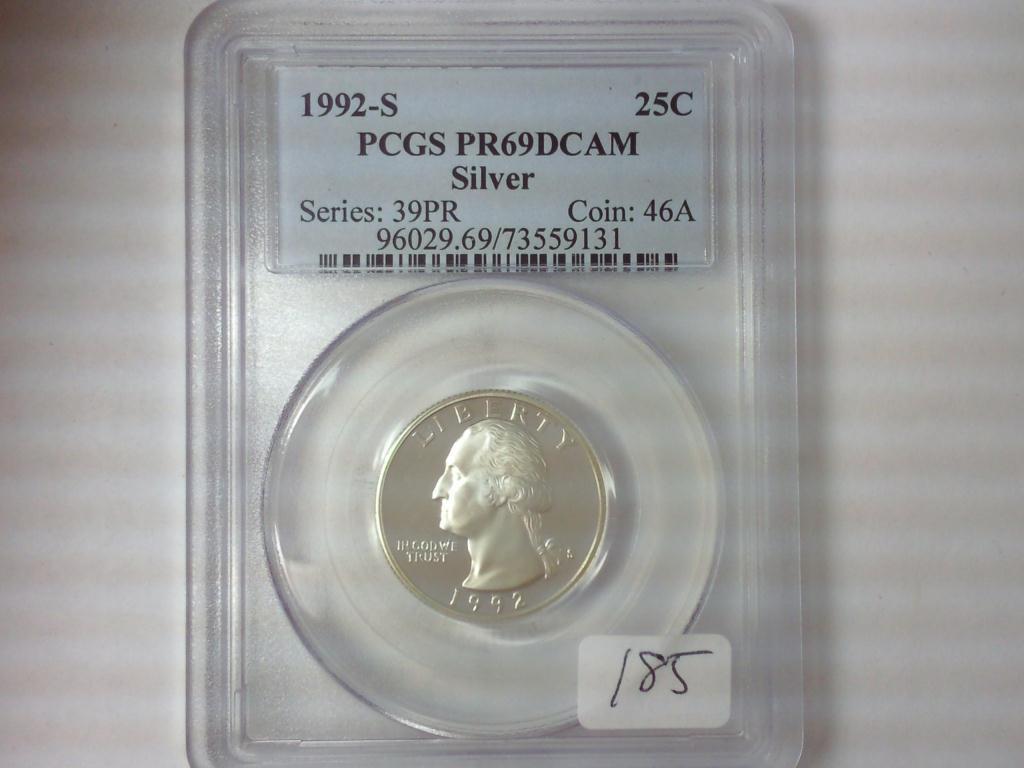 1992-S 25C
PCGS PR69DCAM
Silver
Series: 39PR Coin: 46A
96029.69/73559131
LIBERTY
IN GOD WE
TRUST
S
1992
185